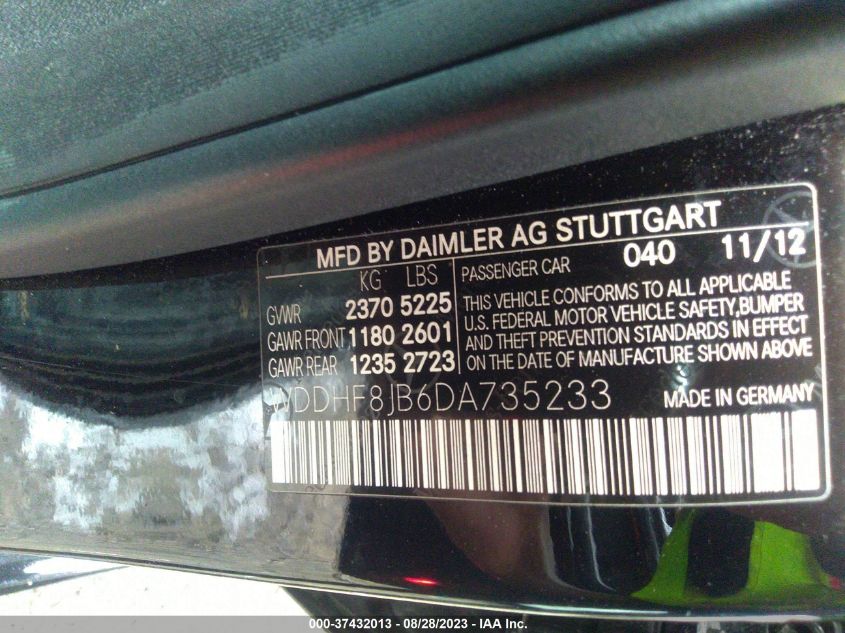 MFD BY DAIMLER AG STUTTGART
KG LBS PASSENGER CAR 040 11/12
GVWR 2370 5225
GAWR FRONT 1180 2601
GAWR REAR 1235 2723
THIS VEHICLE CONFORMS TO ALL APPLICABLE
U.S. FEDERAL MOTOR VEHICLE SAFETY,BUMPER
AND THEFT PREVENTION STANDARDS IN EFFECT
ON THE DATE OF MANUFACTURE SHOWN ABOVE.
WDDHF8JB6DA735233 MADE IN GERMANY
000-37432013 - 08/28/2023 - IAA Inc.